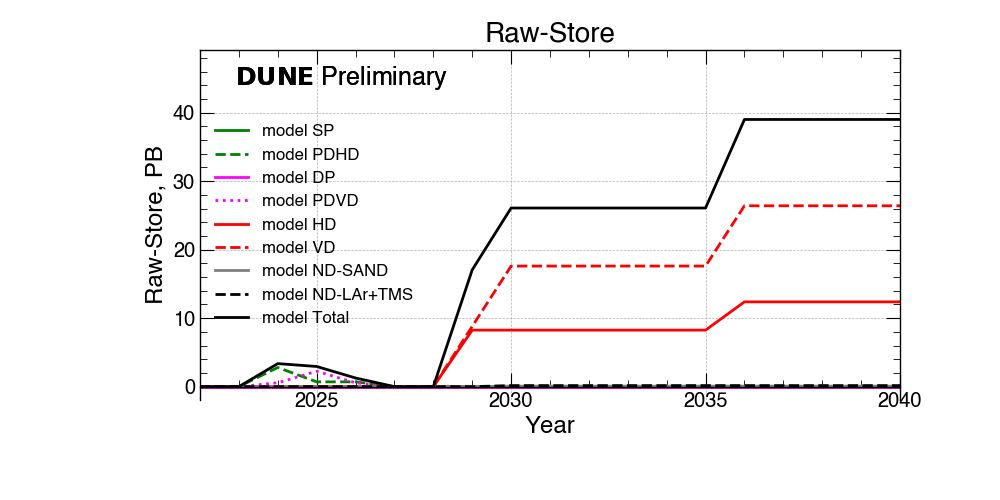 Raw-Store
DUNE Preliminary
model SP
model PDHD
model DP
model PDVD
model HD
model VD
model ND-SAND
model ND-LAr+TMS
model Total
Raw-Store, PB
40
30
20
10
0
2025 2030 2035 2040
Year